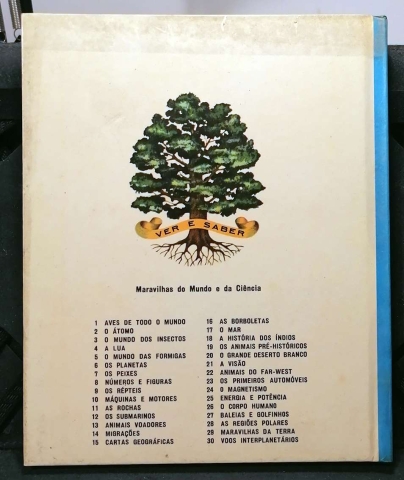 VER E SABER
Maravilhas do Mundo e da Ciência
1 AVES DE TODO O MUNDO
2 O ÁTOMO
3 O MUNDO DOS INSECTOS
4 A LUA
5 O MUNDO DAS FORMIGAS
6 OS PLANETAS
7 OS PEIXES
8 NÚMEROS E FIGURAS
9 OS RÉPTEIS
10 MÁQUINAS E MOTORES
11 AS ROCHAS
12 OS SUBMARINOS
13 ANIMAIS VOADORES
14 MIGRAÇÕES
15 CARTAS GEOGRÁFICAS
16 AS BORBOLETAS
17 O MAR
18 A HISTÓRIA DOS ÍNDIOS
19 OS ANIMAIS PRÉ-HISTÓRICOS
20 O GRANDE DESERTO BRANCO
21 A VISÃO
22 ANIMAIS DO FAR-WEST
23 OS PRIMEIROS AUTOMÓVEIS
24 O MAGNETISMO
25 ENERGIA E POTÊNCIA
26 O CORPO HUMANO
27 BALEIAS E GOLFINHOS
28 AS REGIÕES POLARES
29 MARAVILHAS DA TERRA
30 VOOS INTERPLANETÁRIOS